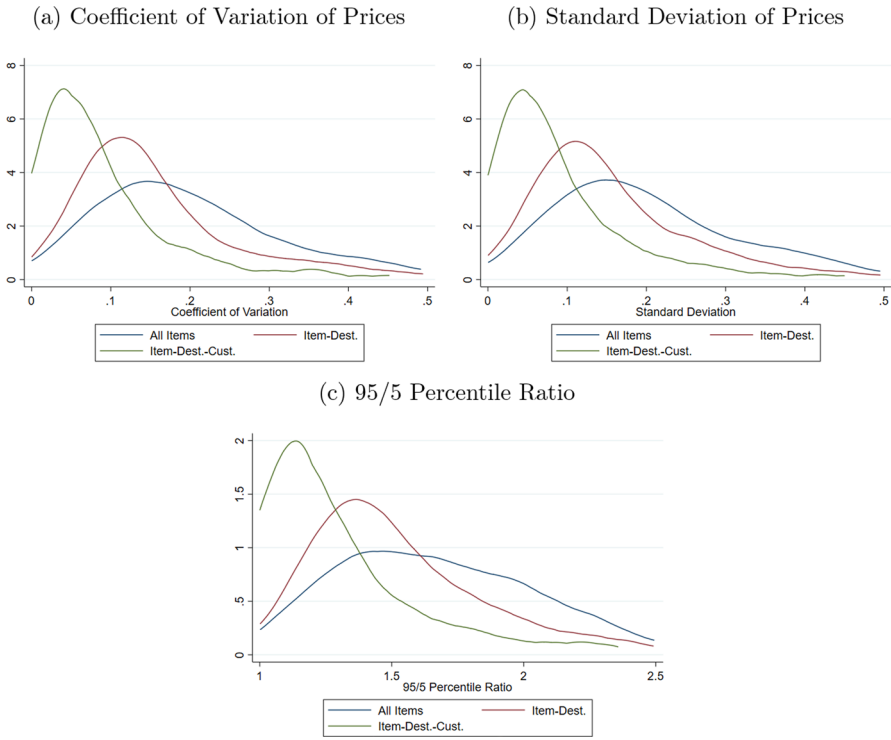 (a) Coefficient of Variation of Prices
(b) Standard Deviation of Prices
8
6
4
2
0
0 .1 .2 .3 .4 .5
Coefficient of Variation
All Items Item-Dest.
Item-Dest.-Cust.
8
6
4
2
0
0 .1 .2 .3 .4 .5
Standard Deviation
All Items Item-Dest.
Item-Dest.-Cust.
(c) 95/5 Percentile Ratio
2
1.5
1
.5
0
1 1.5 2 2.5
95/5 Percentile Ratio
All Items Item-Dest.
Item-Dest.-Cust.